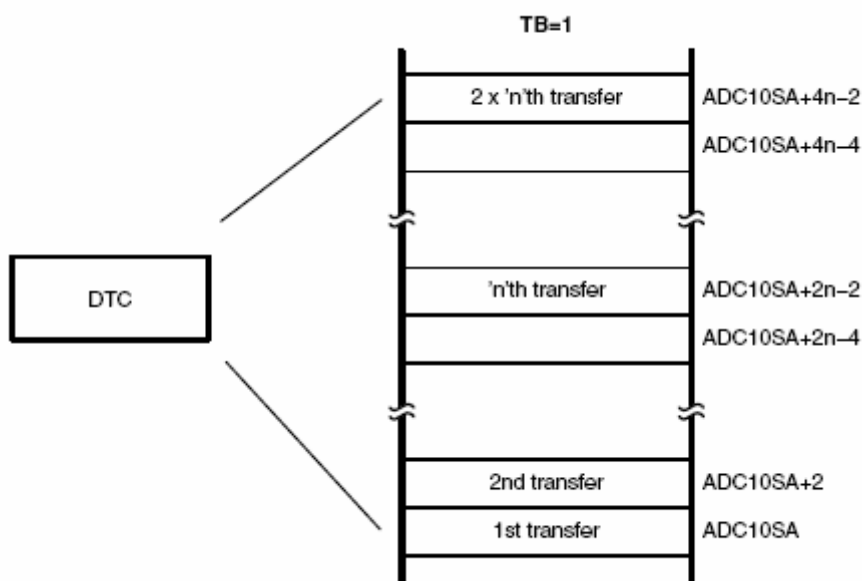 TB=1
2 x 'n'th transfer ADC10SA+4n−2
ADC10SA+4n−4
'n'th transfer ADC10SA+2n−2
DTC
ADC10SA+2n−4
2nd transfer ADC10SA+2
1st transfer ADC10SA